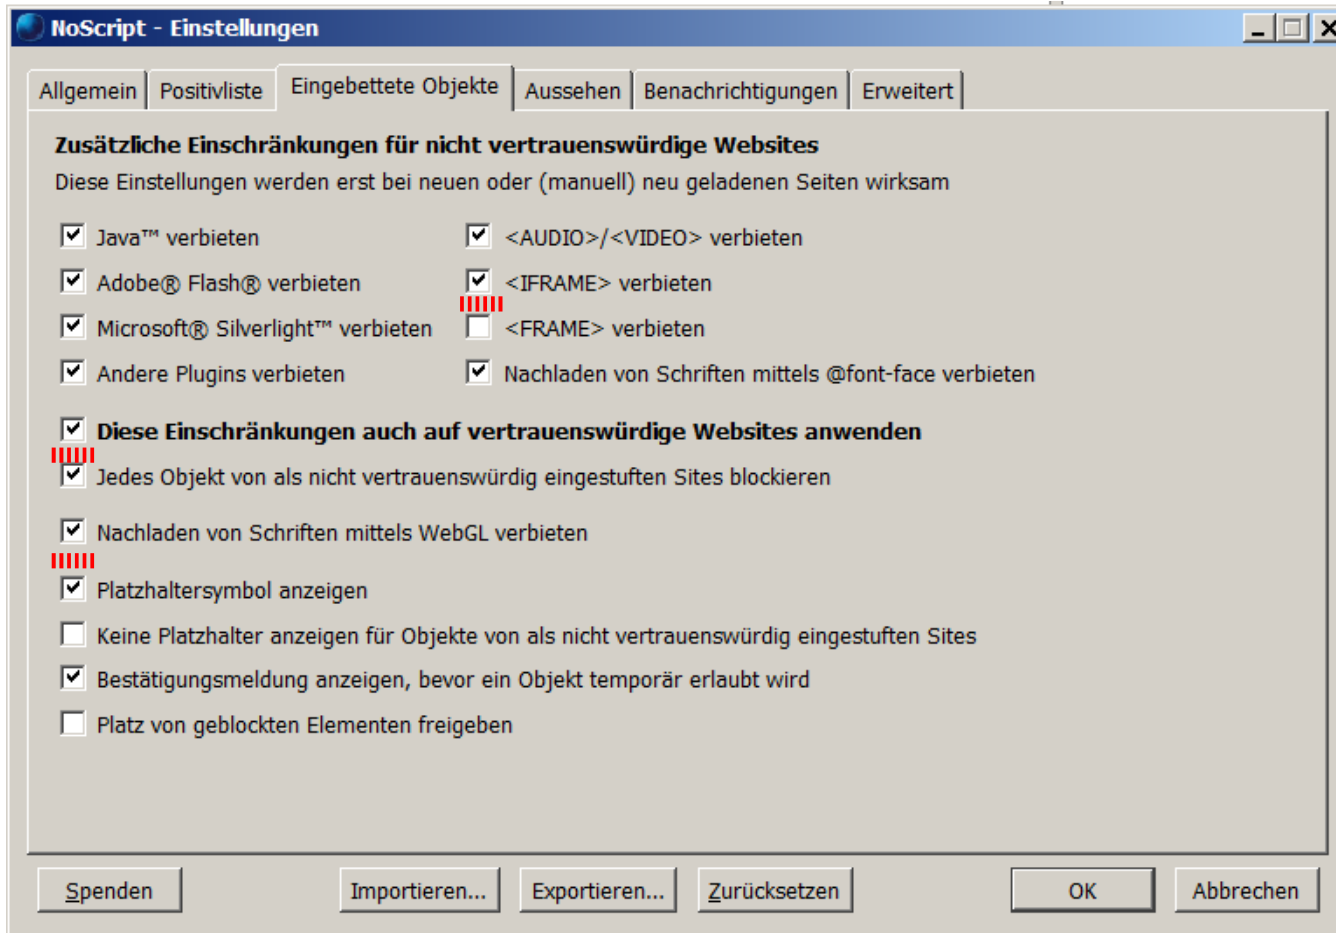 NoScript - Einstellungen
Allgemein Positivliste Eingebettete Objekte Aussehen Benachrichtigungen Erweitert
Zusätzliche Einschränkungen für nicht vertrauenswürdige Websites
Diese Einstellungen werden erst bei neuen oder (manuell) neu geladenen Seiten wirksam
Java™ verbieten <AUDIO>/<VIDEO> verbieten
Adobe® Flash® verbieten <IFRAME> verbieten
Microsoft® Silverlight™ verbieten <FRAME> verbieten
Andere Plugins verbieten Nachladen von Schriften mittels @font-face verbieten
Diese Einschränkungen auch auf vertrauenswürdige Websites anwenden
Jedes Objekt von als nicht vertrauenswürdig eingestuften Sites blockieren
Nachladen von Schriften mittels WebGL verbieten
Platzhaltersymbol anzeigen
Keine Platzhalter anzeigen für Objekte von als nicht vertrauenswürdig eingestuften Sites
Bestätigungsmeldung anzeigen, bevor ein Objekt temporär erlaubt wird
Platz von geblockten Elementen freigeben
Spenden Importieren... Exportieren... Zurücksetzen OK Abbrechen